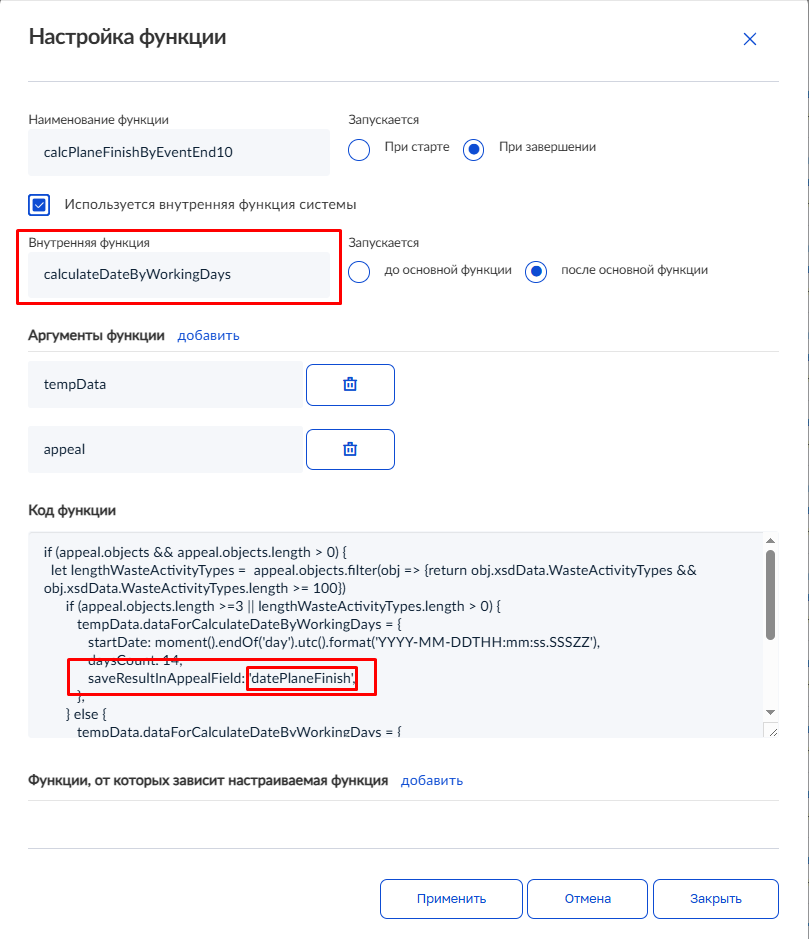 Настройка функции
Наименование функции
Запускается
calcPlaneFinishByEventEnd10
При старте
При завершении
Используется внутренняя функция системы
Внутренняя функция
Запускается
calculateDateByWorkingDays
до основной функции
после основной функции
Аргументы функции добавить
tempData
appeal
Код функции
if (appeal.objects && appeal.objects.length > 0) {
let lengthWasteActivityTypes = appeal.objects.filter(obj => {return obj.xsdData.WasteActivityTypes &&
obj.xsdData.WasteActivityTypes.length >= 100})
if (appeal.objects.length >=3 || lengthWasteActivityTypes.length > 0) {
tempData.dataForCalculateDateByWorkingDays = {
startDate: moment().endOf('day').utc().format('YYYY-MM-DDTHH:mm:ss.SSSZZ'),
daysCount: 14,
saveResultInAppealField: 'datePlaneFinish',
},
} else {
tempData.dataForCalculateDateByWorkingDays = {
Функции, от которых зависит настраиваемая функция добавить
Применить
Отмена
Закрыть